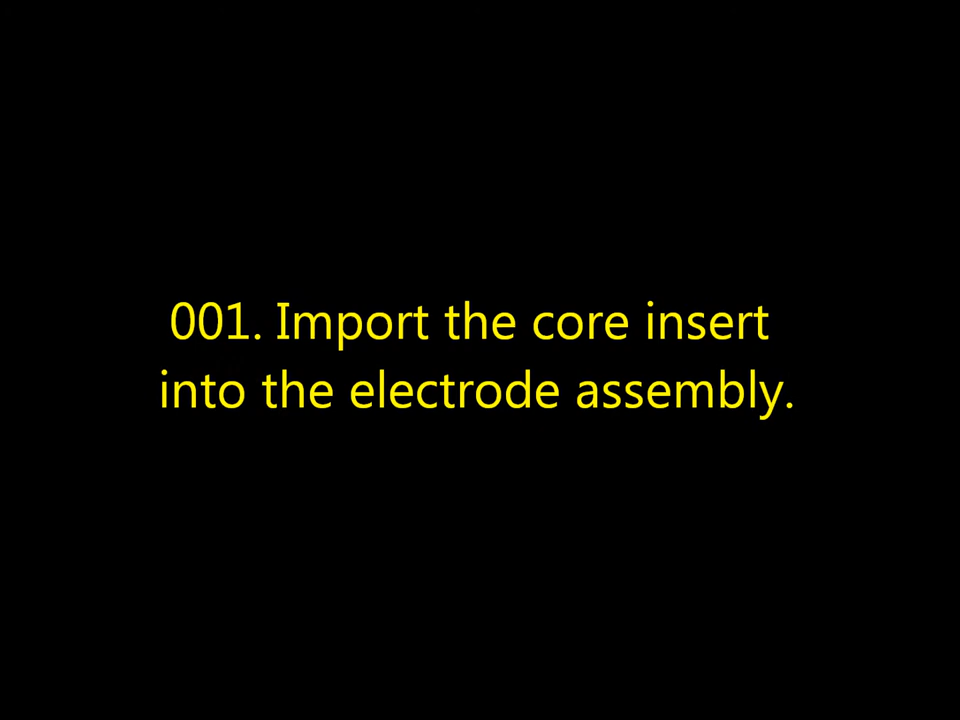 001. Import the core insert
into the electrode assembly.